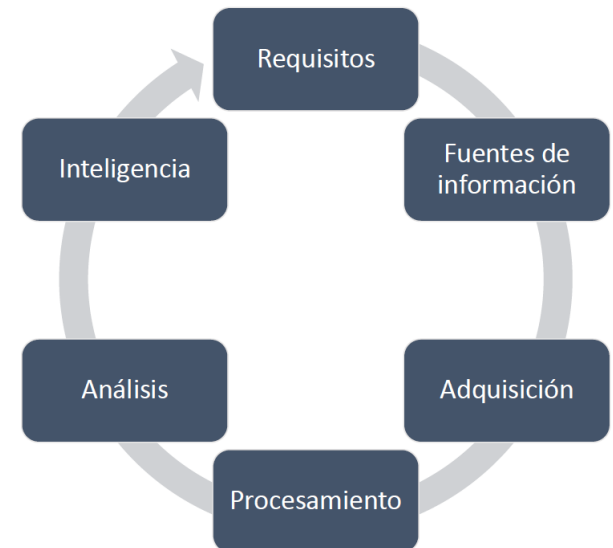 Requisitos
Fuentes de
información
Adquisición
Procesamiento
Análisis
Inteligencia